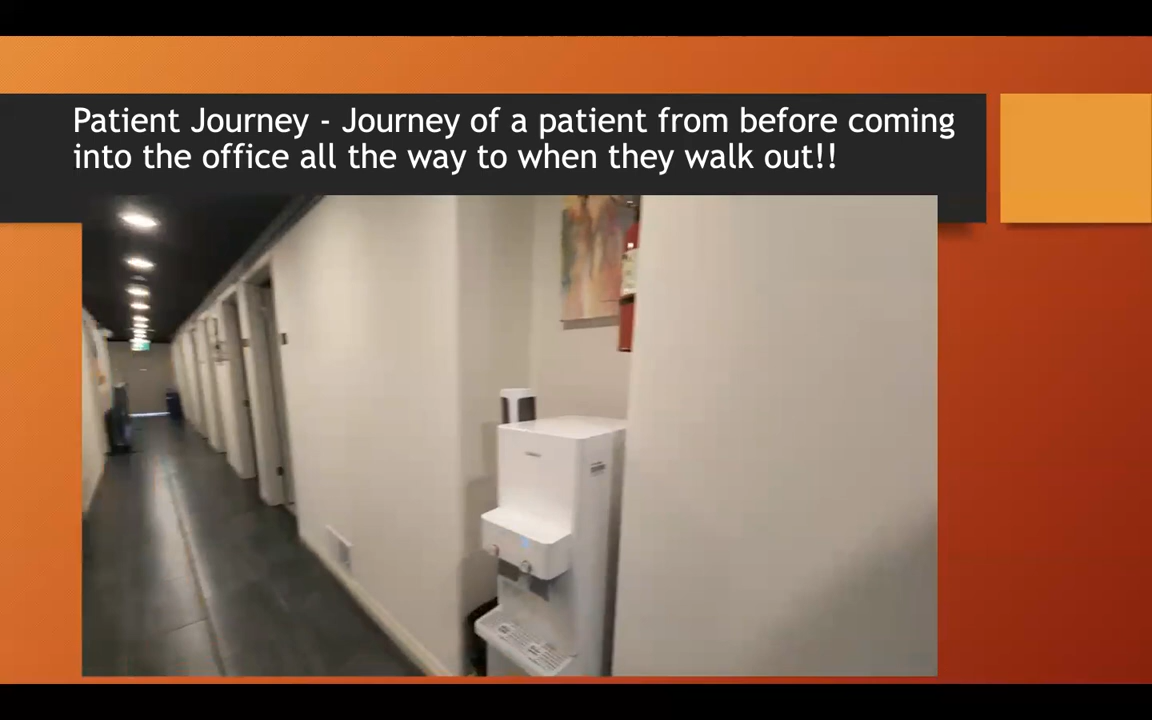 Patient Journey - Journey of a patient from before coming
into the office all the way to when they walk out!!